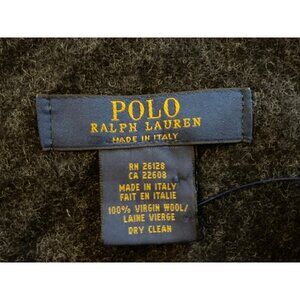 POLO
RALPH LAUREN
MADE IN ITALY
RN 26128
CA 22608
MADE IN ITALY
FAIT EN ITALIE
100% VIRGIN WOOL/
LAINE VIERGE
DRY CLEAN